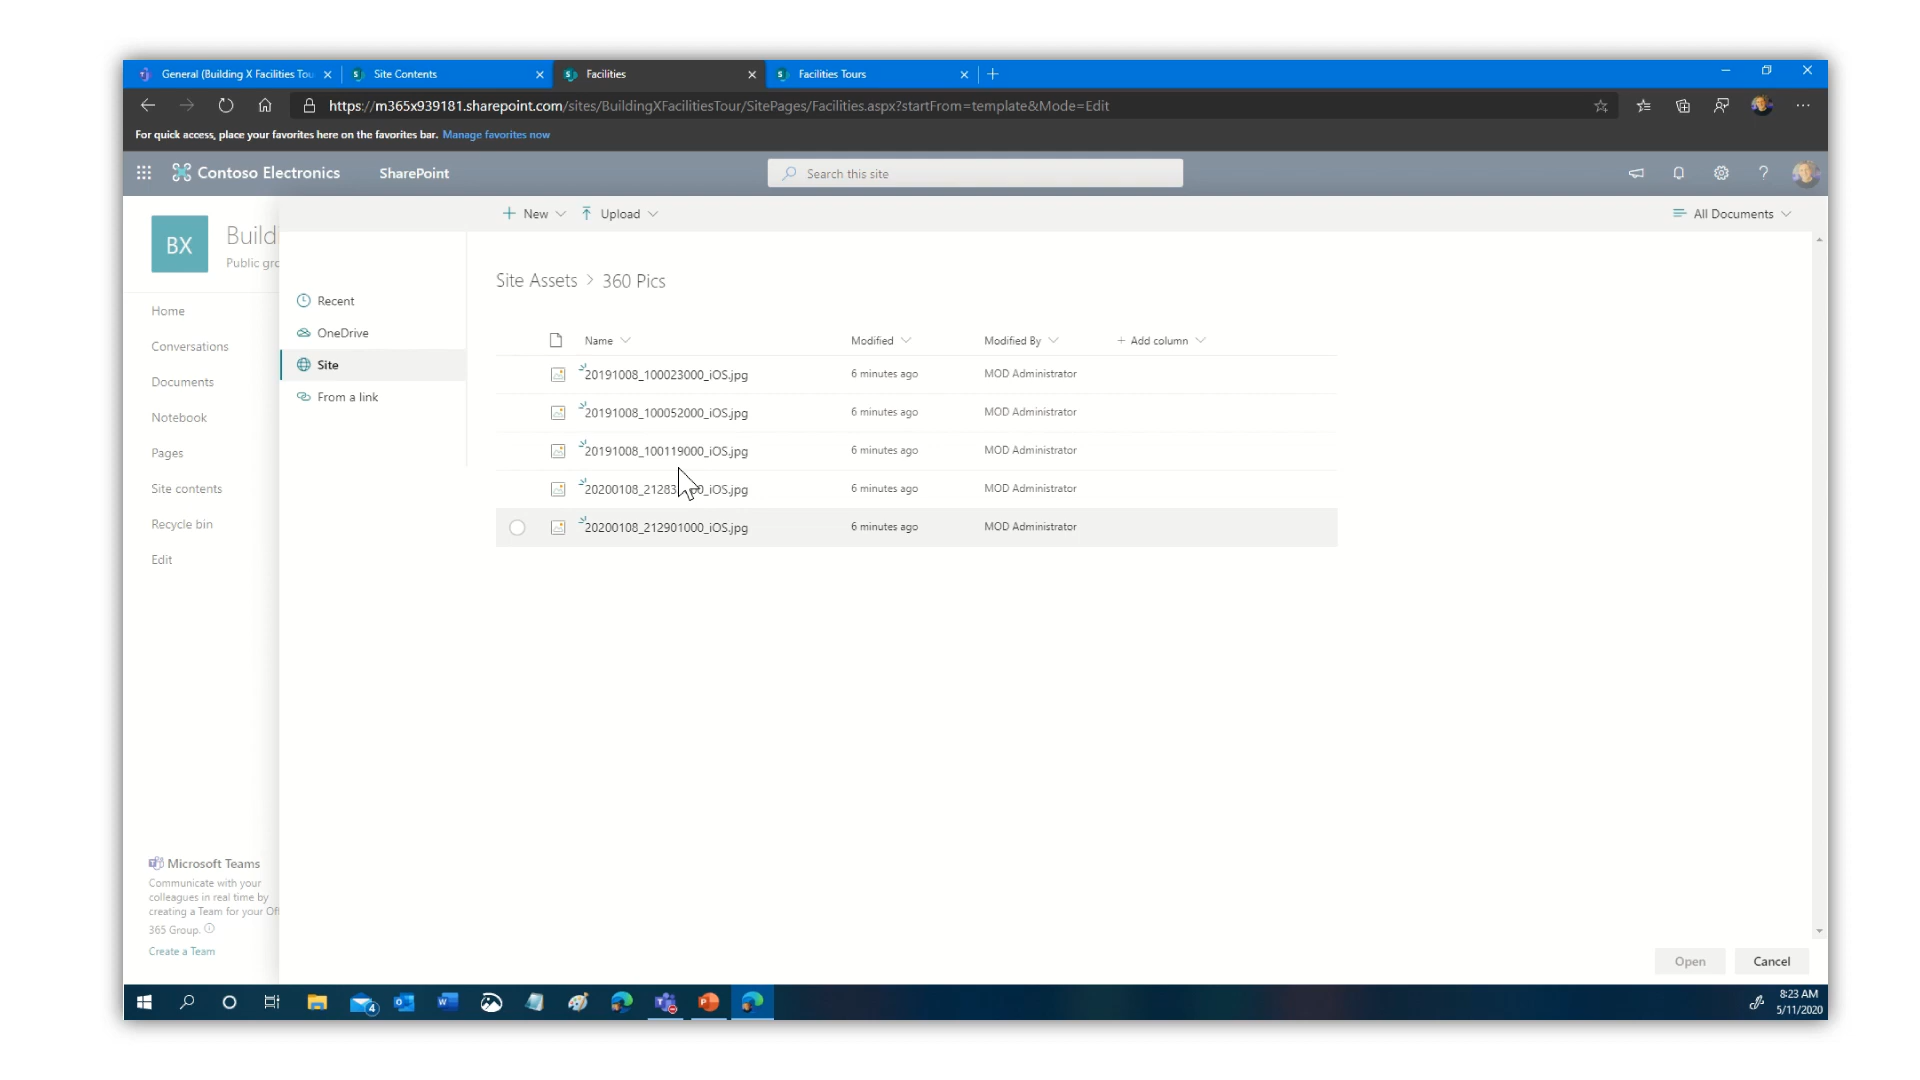 General (Building X Facilities Tou
Site Contents
Facilities
Facilities Tours
https://m365x939181.sharepoint.com/sites/BuildingXFacilitiesTour/SitePages/Facilities.aspx?startFrom=template&Mode=Edit
For quick access, place your favorites here on the favorites bar. Manage favorites now
Contoso Electronics
SharePoint
Search this site
New
Upload
All Documents
BX
Build
Public gro
Home
Conversations
Documents
Notebook
Pages
Site contents
Recycle bin
Edit
Recent
OneDrive
Site
From a link
Site Assets > 360 Pics
Name Modified Modified By + Add column
20191008_100023000_iOS.jpg 6 minutes ago MOD Administrator
20191008_100052000_iOS.jpg 6 minutes ago MOD Administrator
20191008_100119000_iOS.jpg 6 minutes ago MOD Administrator
6 minutes ago MOD Administrator
20200108_212901000_iOS.jpg 6 minutes ago MOD Administrator
Microsoft Teams
Communicate with your
colleagues in real time by
creating a Team for your Off
365 Group.
Create a Team
Open
Cancel
4
8:23 AM
5/11/2020